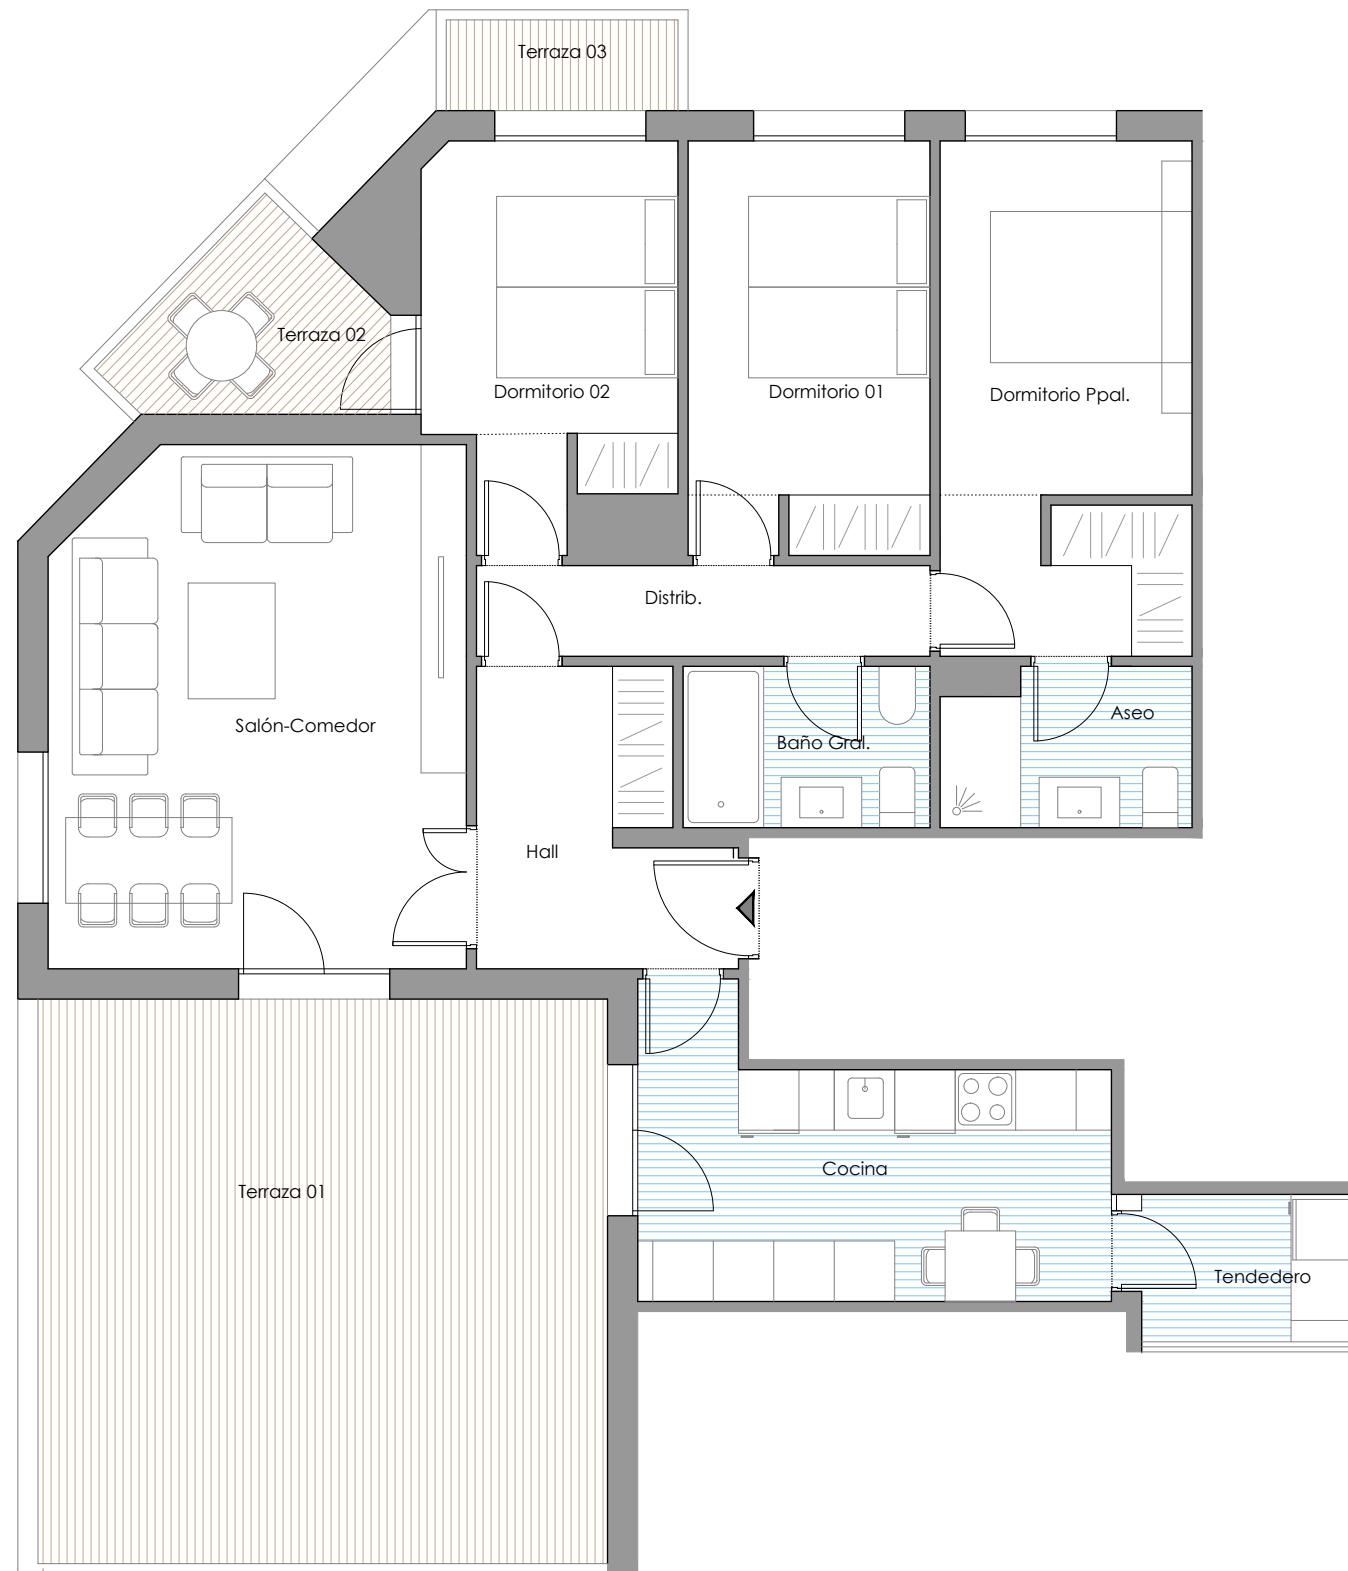 Terraza 03
Terraza 02
Dormitorio 02
Dormitorio 01
Dormitorio Ppal.
Distrib.
Salón-Comedor
Baño Gral.
Aseo
Hall
Cocina
Terraza 01
Tendedero